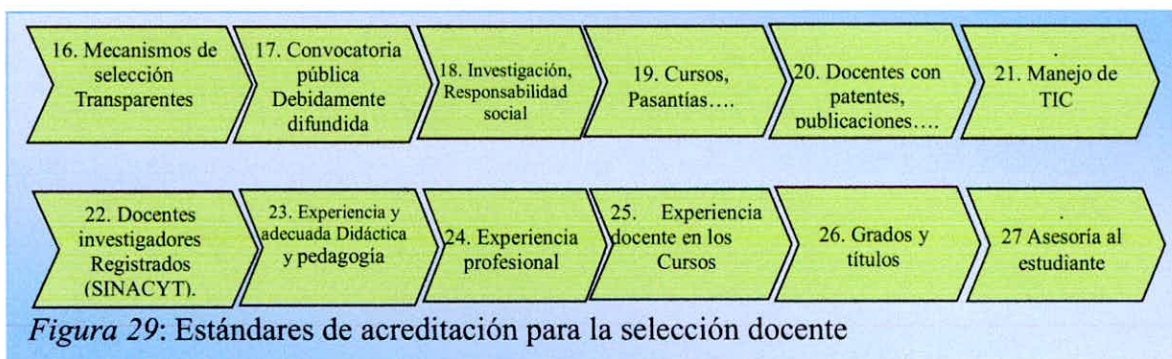 16. Mecanismos de
selección
Transparentes
17. Convocatoria
pública
Debidamente
difundida
18. Investigación,
Responsabilidad
social
19. Cursos,
Pasantías….
20. Docentes con
patentes,
publicaciones….
.
21. Manejo de
TIC
22. Docentes
investigadores
Registrados
(SINACYT).
23. Experiencia y
adecuada Didáctica
y pedagogía
24. Experiencia
profesional
25. Experiencia
docente en los
Cursos
26. Grados y
títulos
.
27 Asesoría al
estudiante
Figura 29: Estándares de acreditación para la selección docente